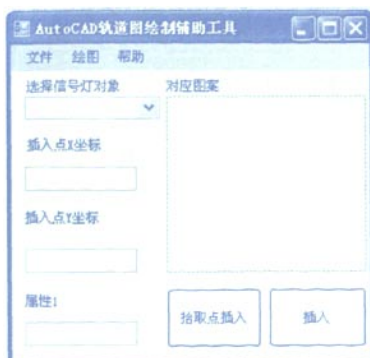 AutoCAD轨道图绘制辅助工具
文件 绘图 帮助
选择信号灯对象 对应图案
插入点X坐标
插入点Y坐标
属性1
拾取点插入 插入